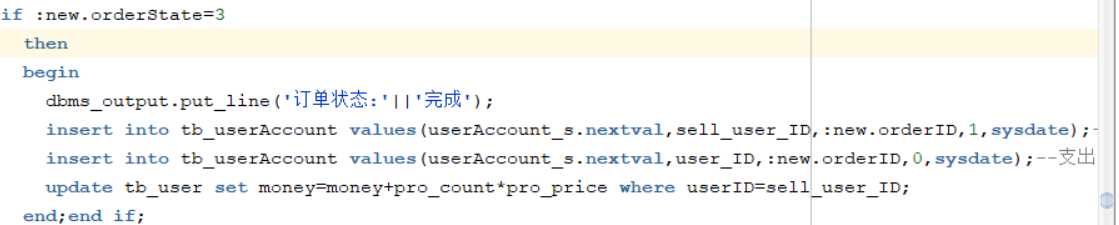 if :new.orderState=3
then
begin
dbms_output.put_line('订单状态:'||'完成');
insert into tb_userAccount values(userAccount_s.nextval,sell_user_ID,:new.orderID,1,sysdate);-
insert into tb_userAccount values(userAccount_s.nextval,user_ID,:new.orderID,0,sysdate);--支出
update tb_user set money=money+pro_count*pro_price where userID=sell_user_ID;
end;end if;